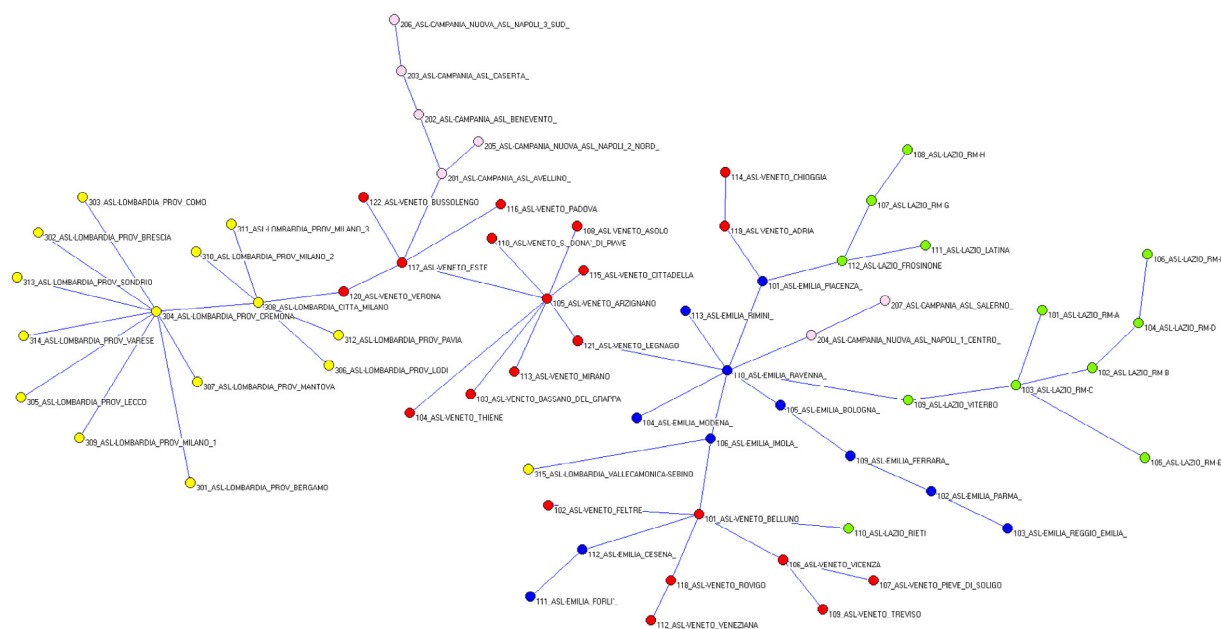 206_ASL-CAMPANIA_NUOVA_ASL_NAPOLI_3_SUD_
203_ASL-CAMPANIA_ASL_CASERTA_
202_ASL-CAMPANIA_ASL_BENEVENTO_
205_ASL-CAMPANIA_NUOVA_ASL_NAPOLI_2_NORD_
108_ASL-LAZIO_RM-H
201_ASL-CAMPANIA_ASL_AVELLINO_
114_ASL-VENETO_CHIOGGIA
303_ASL-LOMBARDIA_PROV_COMO
122_ASL-VENETO_BUSSOLENGO
116_ASL-VENETO_PADOVA
107_ASL-LAZIO_RM-G
311_ASL-LOMBARDIA_PROV_MILANO_3
108_ASL-VENETO_ASOLO
119_ASL-VENETO_ADRIA
302_ASL-LOMBARDIA_PROV_BRESCIA
110_ASL-VENETO_S._DONA'_DI_PIAVE
111_ASL-LAZIO_LATINA
310_ASL-LOMBARDIA_PROV_MILANO_2
106_ASL-LAZIO_RM-F
117_ASL-VENETO_ESTE
112_ASL-LAZIO_FROSINONE
115_ASL-VENETO_CITTADELLA
313_ASL-LOMBARDIA_PROV_SONDRIO
101_ASL-EMILIA_PIACENZA_
120_ASL-VENETO_VERONA
105_ASL-VENETO_ARZIGNANO
207_ASL-CAMPANIA_ASL_SALERNO_
308_ASL-LOMBARDIA_CITTA_MILANO
113_ASL-EMILIA_RIMINI_
101_ASL-LAZIO_RM-A
304_ASL-LOMBARDIA_PROV_CREMONA
104_ASL-LAZIO_RM-D
314_ASL-LOMBARDIA_PROV_VARESE
312_ASL-LOMBARDIA_PROV_PAVIA
121_ASL-VENETO_LEGNAGO
204_ASL-CAMPANIA_NUOVA_ASL_NAPOLI_1_CENTRO_
306_ASL-LOMBARDIA_PROV_LODI
102_ASL-LAZIO_RM-B
113_ASL-VENETO_MIRANO
110_ASL-EMILIA_RAVENNA_
307_ASL-LOMBARDIA_PROV_MANTOVA
103_ASL-LAZIO_RM-C
305_ASL-LOMBARDIA_PROV_LECCO
103_ASL-VENETO_BASSANO_DEL_GRAPPA
109_ASL-LAZIO_VITERBO
105_ASL-EMILIA_BOLOGNA_
104_ASL-VENETO_THIENE
104_ASL-EMILIA_MODENA_
309_ASL-LOMBARDIA_PROV_MILANO_1
106_ASL-EMILIA_IMOLA_
109_ASL-EMILIA_FERRARA_
105_ASL-LAZIO_RM-E
315_ASL-LOMBARDIA_VALLECAMONICA-SEBINO
301_ASL-LOMBARDIA_PROV_BERGAMO
102_ASL-EMILIA_PARMA_
102_ASL-VENETO_FELTRE
101_ASL-VENETO_BELLUNO
110_ASL-LAZIO_RIETI
103_ASL-EMILIA_REGGIO_EMILIA_
112_ASL-EMILIA_CESENA_
106_ASL-VENETO_VICENZA
118_ASL-VENETO_ROVIGO
107_ASL-VENETO_PIEVE_DI_SOLIGO
111_ASL-EMILIA_FORLI'_
109_ASL-VENETO_TREVISO
112_ASL-VENETO_VENEZIANA